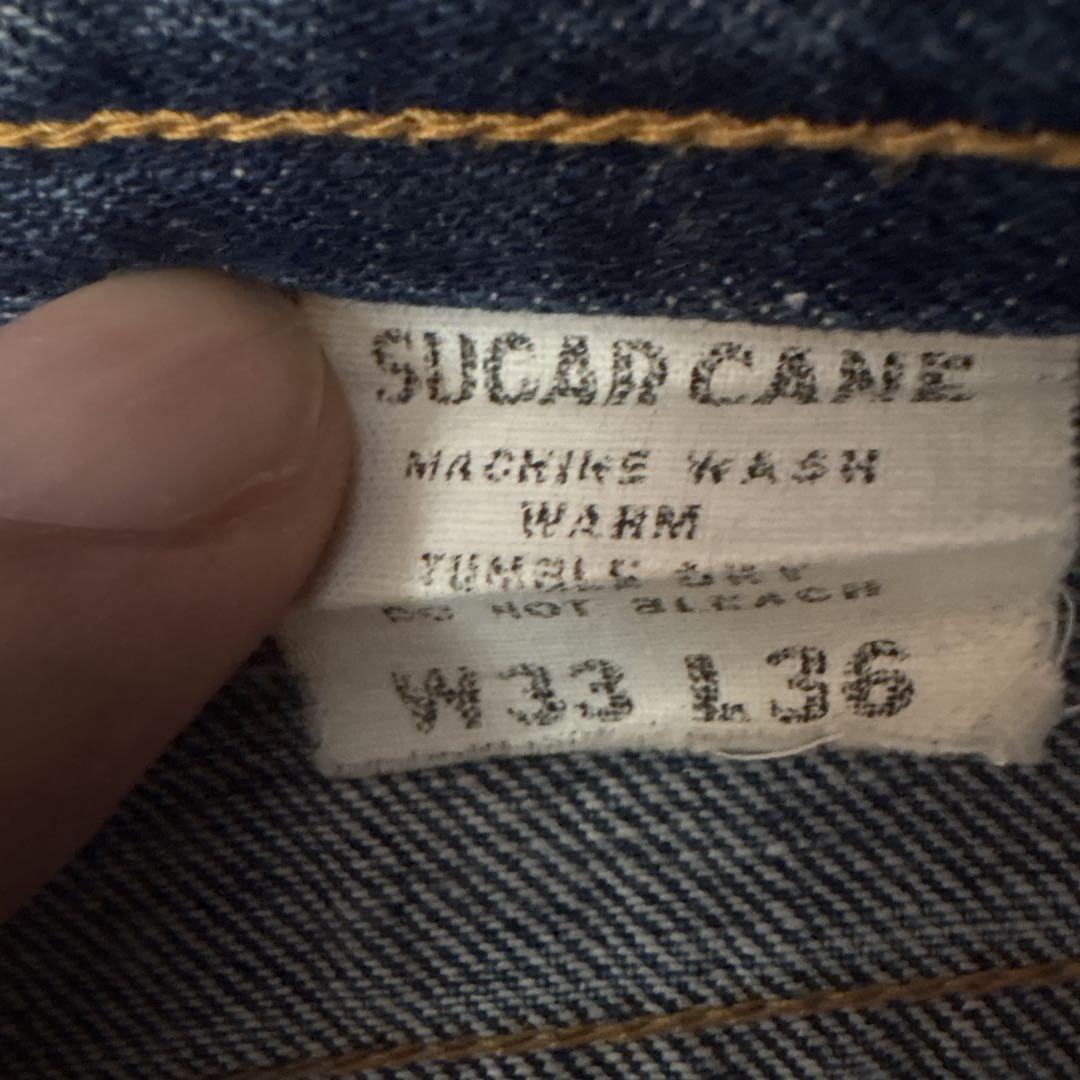 SUGAR CANE
MACHINE WASH
WARM
TUMBLE DRY
DO NOT BLEACH
W33 L36